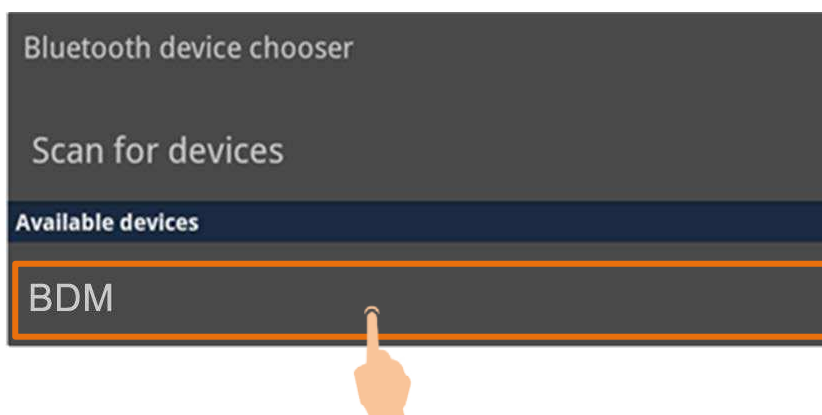 Bluetooth device chooser
Scan for devices
Available devices
BDM